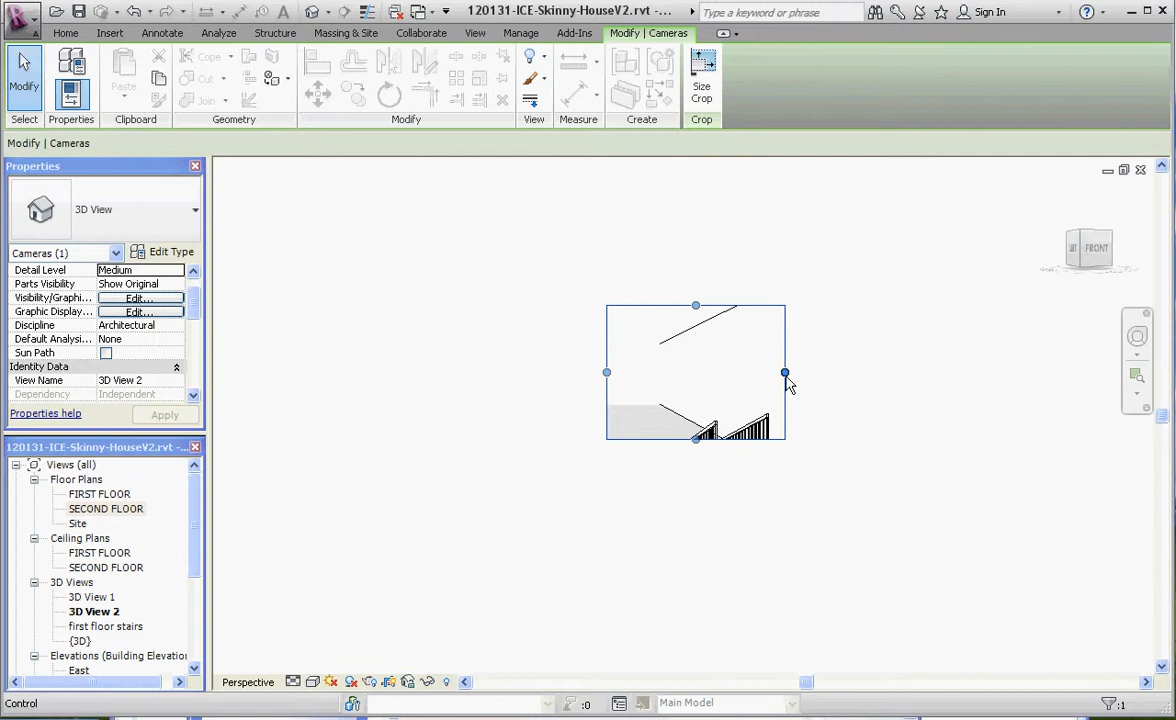 120131-ICE-Skinny-HouseV2.rvt -... Type a keyword or phrase Sign In
Home Insert Annotate Analyze Structure Massing & Site Collaborate View Manage Add-Ins Modify | Cameras
Modify Paste Cope Cut Join Size Crop
Select Properties Clipboard Geometry Modify View Measure Create Crop
Modify | Cameras
Properties
3D View
Cameras (1) Edit Type
Detail Level Medium
Parts Visibility Show Original
Visibility/Graphi... Edit...
Graphic Display... Edit...
Discipline Architectural
Default Analysi... None
Sun Path
Identity Data
View Name 3D View 2
Dependency Independent
Properties help Apply
FRONT
120131-ICE-Skinny-HouseV2.rvt -...
Views (all)
Floor Plans
FIRST FLOOR
SECOND FLOOR
Site
Ceiling Plans
FIRST FLOOR
SECOND FLOOR
3D Views
3D View 1
3D View 2
first floor stairs
{3D}
Elevations (Building Elevation
East
Perspective
Control :0 Main Model :1